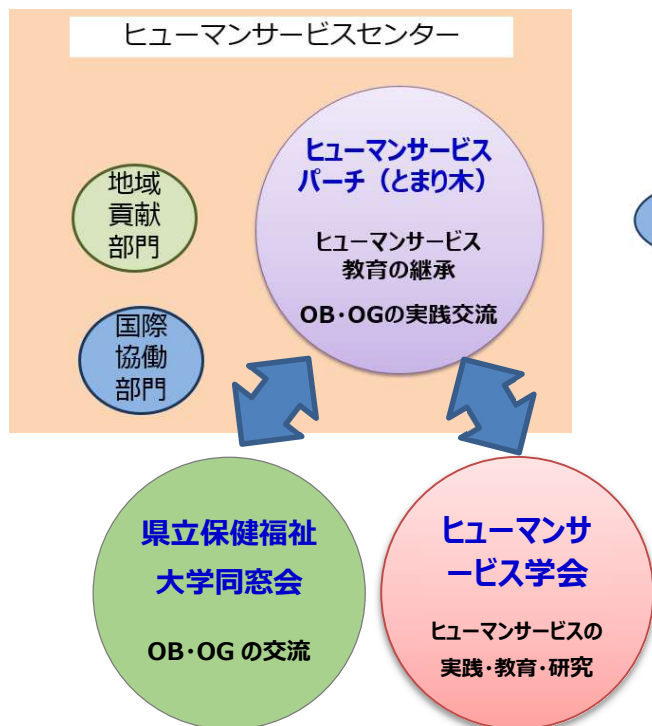 ヒューマンサービスセンター
ヒューマンサービス
パーチ（とまり木）
ヒューマンサービス
教育の継承
OB・OGの実践交流
地域
貢献
部門
国際
協働
部門
県立保健福祉
大学同窓会
OB・OG の交流
ヒューマンサ
ービス学会
ヒューマンサービスの
実践・教育・研究